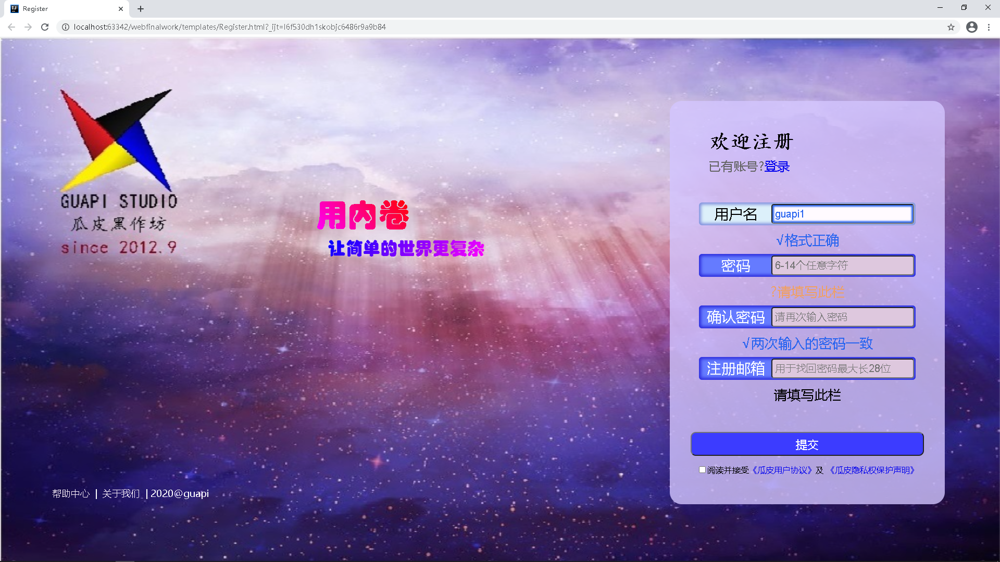 Register
localhost:63342/webfinalwork/templates/Register.html?_ijt=l6f530dh1skobjc6486r9a9b84
GUAPI STUDIO
瓜皮黑作坊
since 2012.9
用内卷
让简单的世界更复杂
欢迎注册
已有账号?登录
用户名 guapi1
√格式正确
密码 6-14个任意字符
?请填写此栏
确认密码 请再次输入密码
√两次输入的密码一致
注册邮箱 用于找回密码最大长28位
请填写此栏
提交
阅读并接受《瓜皮用户协议》及 《瓜皮隐私权保护声明》
帮助中心 | 关于我们 | 2020@guapi